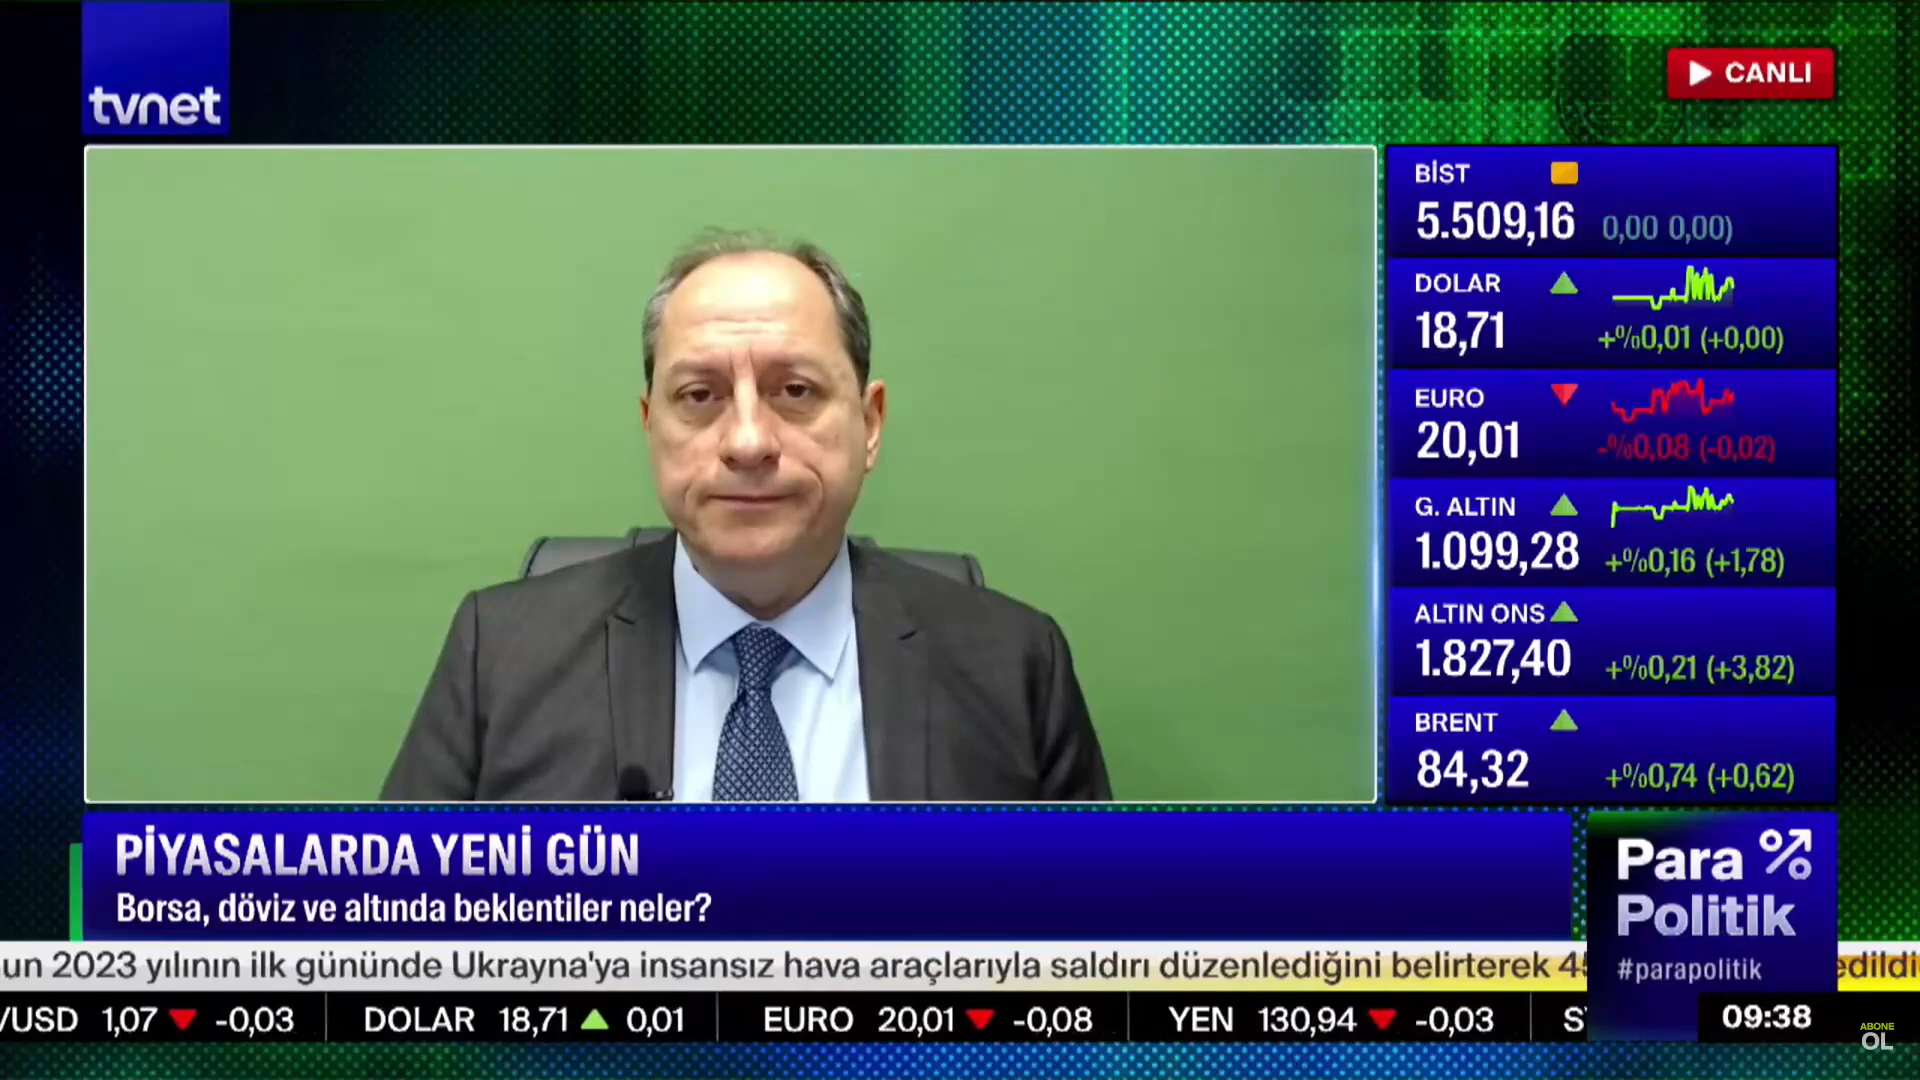 tvnet
CANLI
BİST
5.509,16 0,00 0,00)
DOLAR
18,71 +%0,01 (+0,00)
EURO
20,01 -%0,08 (-0,02)
G. ALTIN
1.099,28 +%0,16 (+1,78)
ALTIN ONS
1.827,40 +%0,21 (+3,82)
BRENT
84,32 +%0,74 (+0,62)
PİYASALARDA YENİ GÜN
Borsa, döviz ve altında beklentiler neler?
Para
Politik
#parapolitik
2023 yılının ilk gününde Ukrayna'ya insansız hava araçlarıyla saldırı düzenlediğini belirterek
/USD 1,07 -0,03 DOLAR 18,71 0,01 EURO 20,01 -0,08 YEN 130,94 -0,03
09:38
ABONE
OL